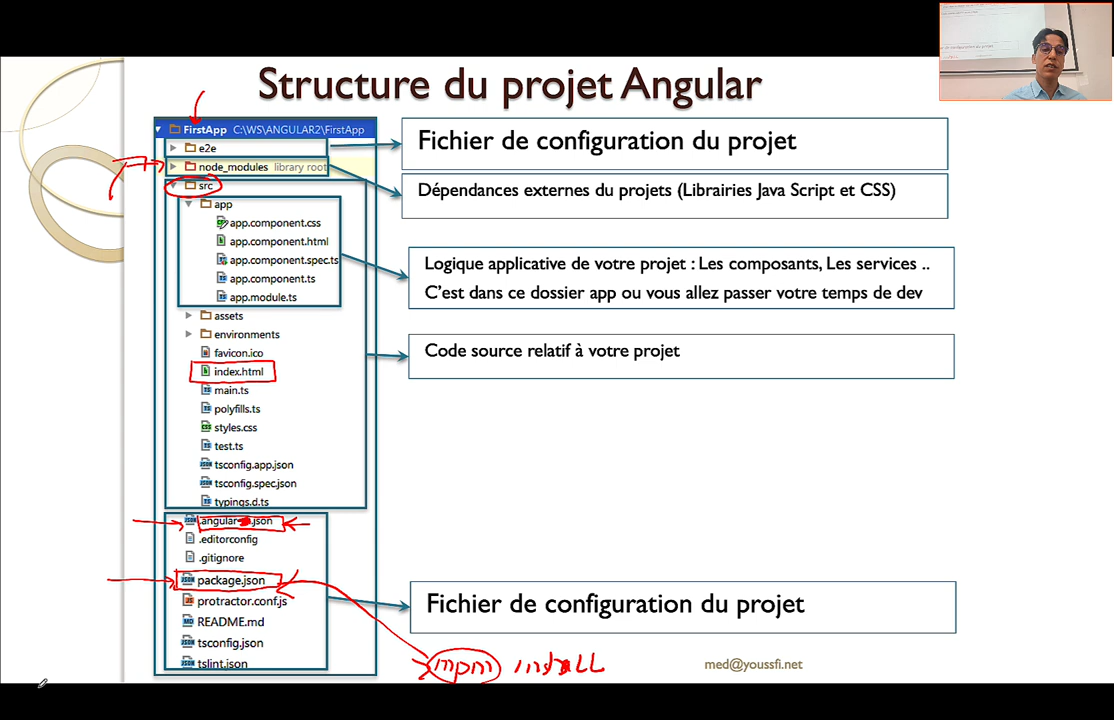 Structure du projet Angular
FirstApp C:\WS\ANGULAR2\FirstApp
e2e
Fichier de configuration du projet
node_modules library root
Dépendances externes du projets (Librairies Java Script et CSS)
src
app
app.component.css
app.component.html
app.component.spec.ts
app.component.ts
app.module.ts
Logique applicative de votre projet : Les composants, Les services ..
C'est dans ce dossier app ou vous allez passer votre temps de dev
assets
environments
favicon.ico
index.html
Code source relatif à votre projet
main.ts
polyfills.ts
styles.css
test.ts
tsconfig.app.json
tsconfig.spec.json
typings.d.ts
.editorconfig
.gitignore
package.json
protractor.conf.js
Fichier de configuration du projet
README.md
tsconfig.json
tslint.json
npm install
med@youssfi.net